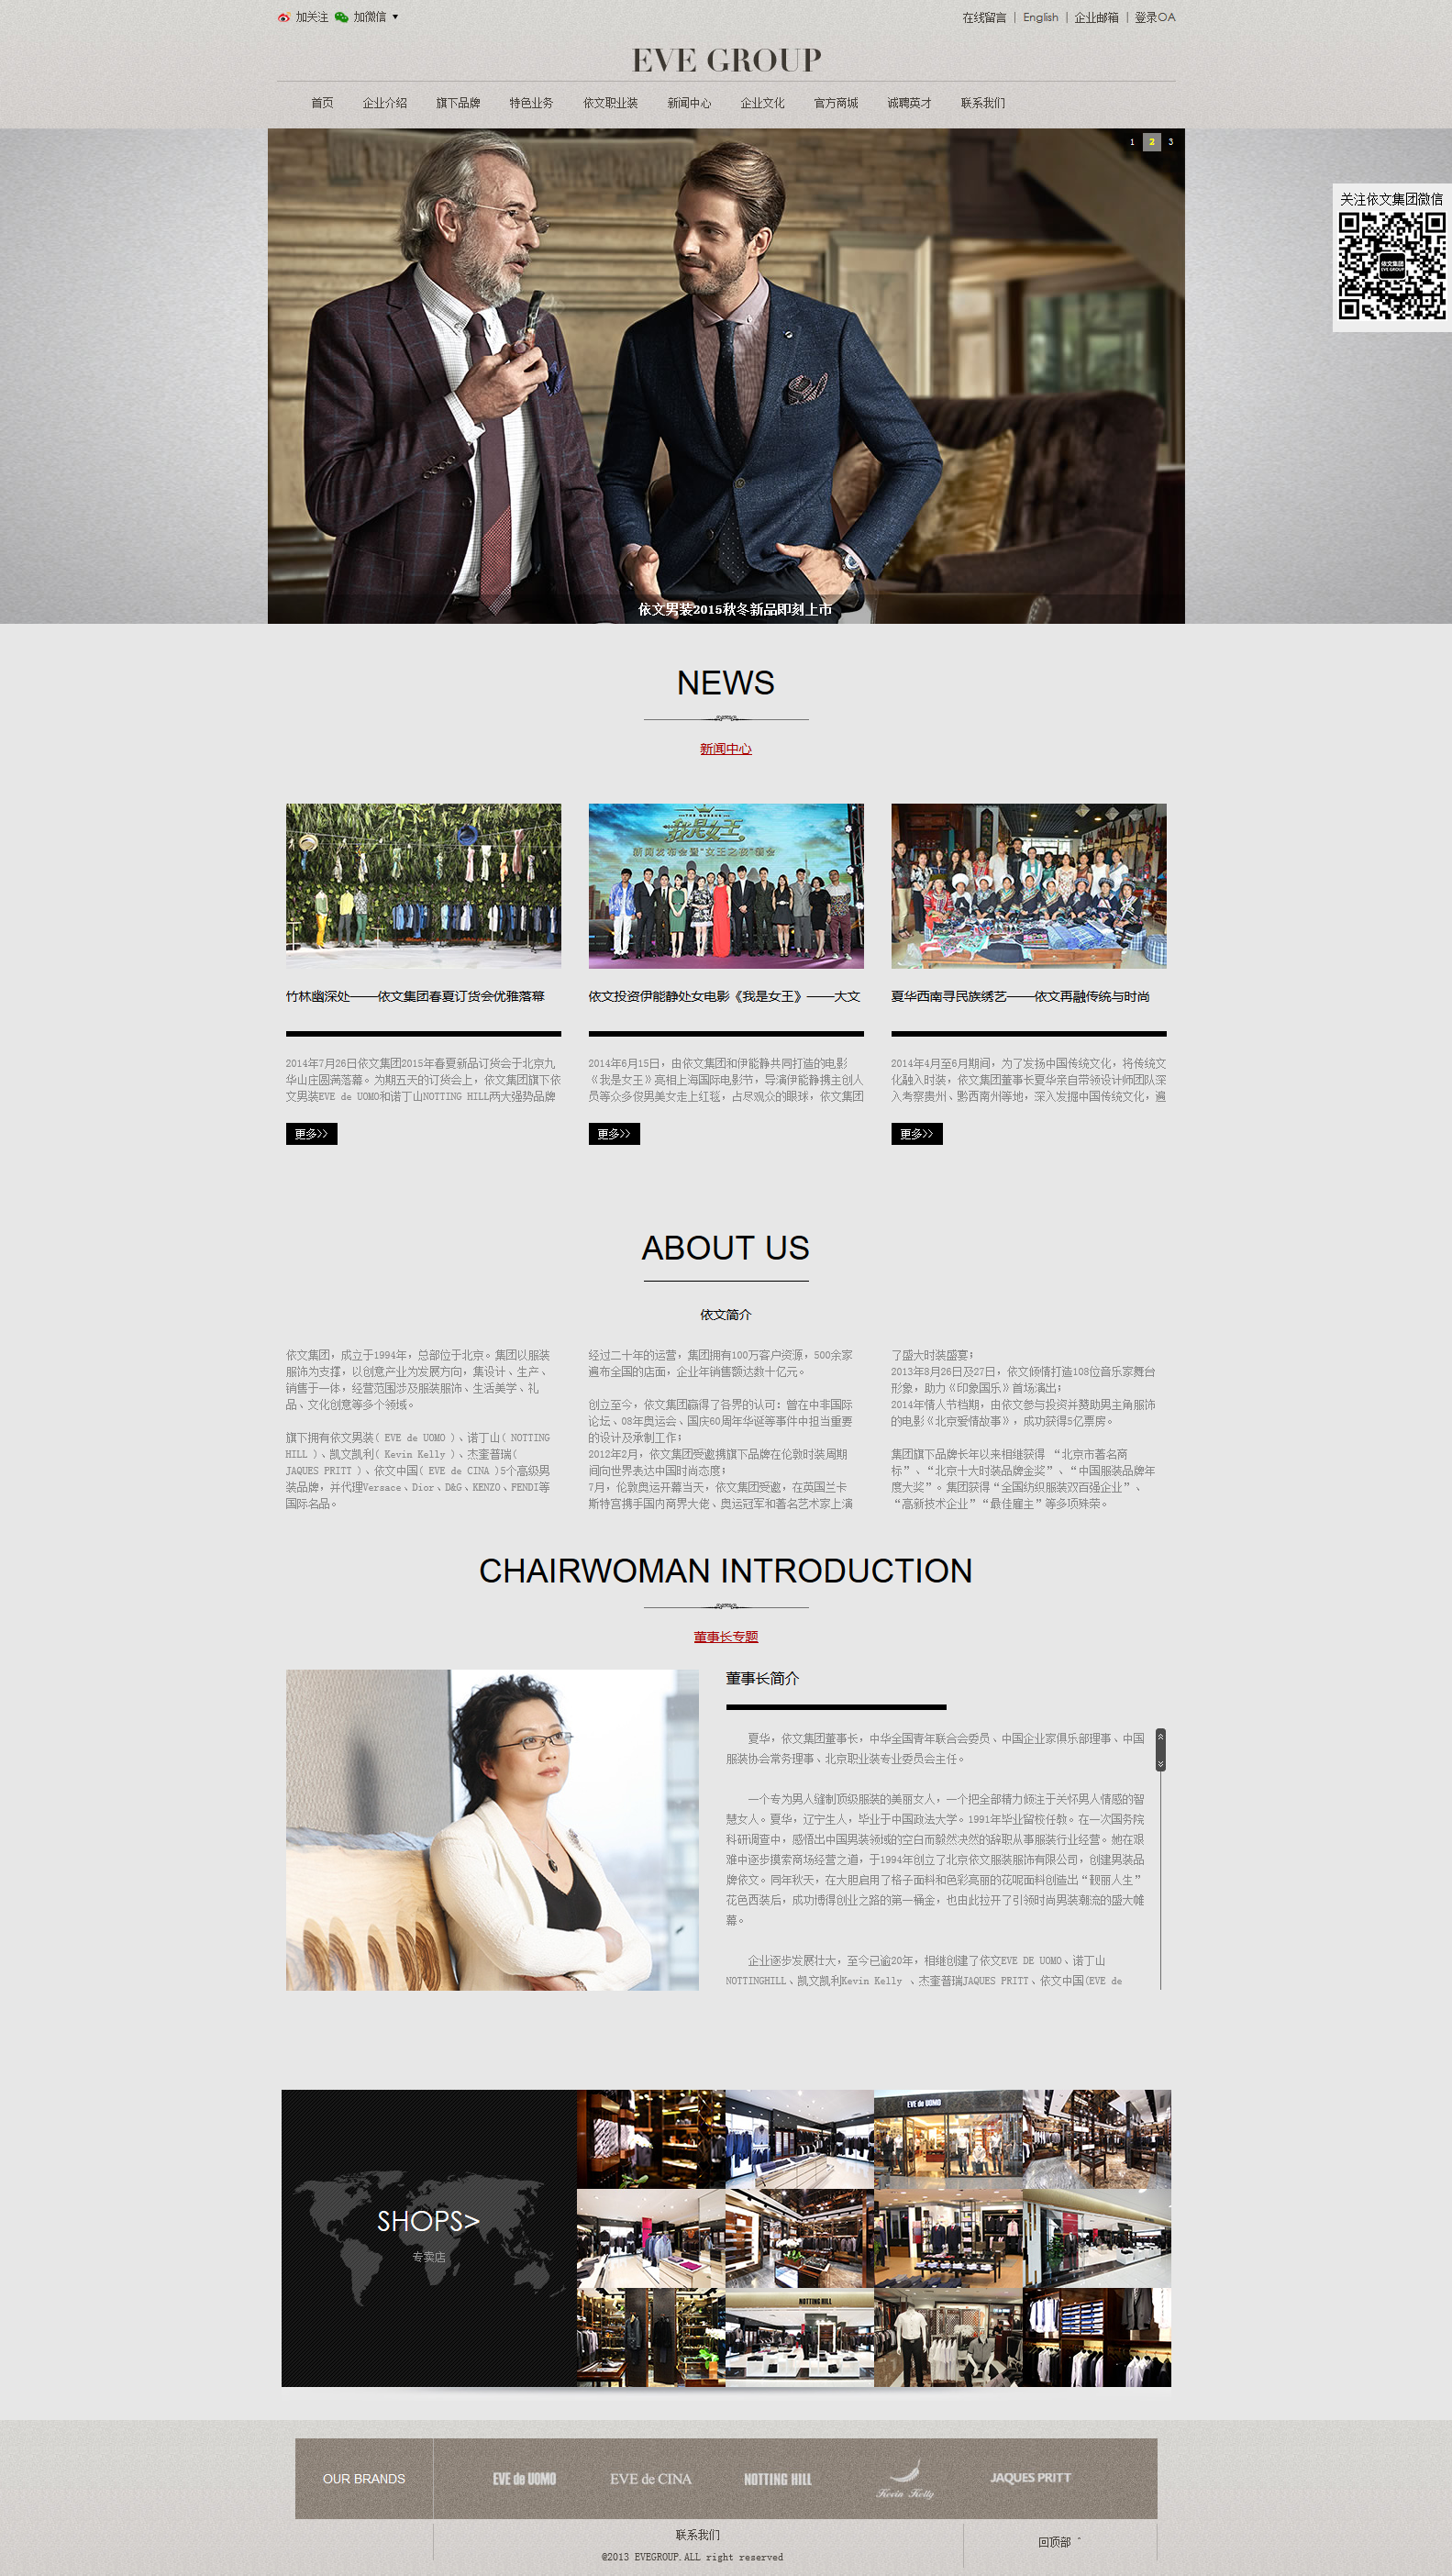 加关注 加微信
在线留言 | English | 企业邮箱 | 登录OA
EVE GROUP
首页 企业介绍 旗下品牌 特色业务 依文职业装 新闻中心 企业文化 官方商城 诚聘英才 联系我们
1 2 3
关注依文集团微信
依文集团
EVE GROUP
依文男装2015秋冬新品即刻上市
NEWS
新闻中心
THE QUEENS
我是女王
新闻发布会暨"女王之夜"晚会
竹林幽深处——依文集团春夏订货会优雅落幕
2014年7月26日依文集团2015年春夏新品订货会于北京九
华山庄圆满落幕。为期五天的订货会上，依文集团旗下依
文男装EVE de UOMO和诺丁山NOTTING HILL两大强势品牌
更多>>
依文投资伊能静处女电影《我是女王》——大文
2014年6月15日，由依文集团和伊能静共同打造的电影
《我是女王》亮相上海国际电影节，导演伊能静携主创人
员等众多俊男美女走上红毯，占尽观众的眼球，依文集团
更多>>
夏华西南寻民族绣艺——依文再融传统与时尚
2014年4月至6月期间，为了发扬中国传统文化，将传统文
化融入时装，依文集团董事长夏华亲自带领设计师团队深
入考察贵州、黔西南州等地，深入发掘中国传统文化，遍
更多>>
ABOUT US
依文简介
依文集团，成立于1994年，总部位于北京。集团以服装
服饰为支撑，以创意产业为发展方向，集设计、生产、
销售于一体，经营范围涉及服装服饰、生活美学、礼
品、文化创意等多个领域。
旗下拥有依文男装( EVE de UOMO )、诺丁山( NOTTING
HILL )、凯文凯利( Kevin Kelly )、杰奎普瑞(
JAQUES PRITT )、依文中国( EVE de CINA )5个高级男
装品牌，并代理Versace、Dior、D&G、KENZO、FENDI等
国际名品。
经过二十年的运营，集团拥有100万客户资源，500余家
遍布全国的店面，企业年销售额达数十亿元。
创立至今，依文集团赢得了各界的认可：曾在中非国际
论坛、08年奥运会、国庆60周年华诞等事件中担当重要
的设计及承制工作；
2012年2月，依文集团受邀携旗下品牌在伦敦时装周期
间向世界表达中国时尚态度；
7月，伦敦奥运开幕当天，依文集团受邀，在英国兰卡
斯特宫携手国内商界大佬、奥运冠军和著名艺术家上演
了盛大时装盛宴；
2013年8月26日及27日，依文倾情打造108位音乐家舞台
形象，助力《印象国乐》首场演出；
2014年情人节档期，由依文参与投资并赞助男主角服饰
的电影《北京爱情故事》，成功获得5亿票房。
集团旗下品牌长年以来相继获得 “北京市著名商
标”、“北京十大时装品牌金奖”、“中国服装品牌年
度大奖”。集团获得“全国纺织服装双百强企业”、
“高新技术企业”“最佳雇主”等多项殊荣。
CHAIRWOMAN INTRODUCTION
董事长专题
董事长简介
夏华，依文集团董事长，中华全国青年联合会委员、中国企业家俱乐部理事、中国
服装协会常务理事、北京职业装专业委员会主任。
一个专为男人缝制顶级服装的美丽女人，一个把全部精力倾注于关怀男人情感的智
慧女人。夏华，辽宁生人，毕业于中国政法大学。1991年毕业留校任教。在一次国务院
科研调查中，感悟出中国男装领域的空白而毅然决然的辞职从事服装行业经营。她在艰
难中逐步摸索商场经营之道，于1994年创立了北京依文服装服饰有限公司，创建男装品
牌依文。同年秋天，在大胆启用了格子面料和色彩亮丽的花呢面料创造出“靓丽人生”
花色西装后，成功博得创业之路的第一桶金，也由此拉开了引领时尚男装潮流的盛大帷
幕。
企业逐步发展壮大，至今已逾20年，相继创建了依文EVE DE UOMO、诺丁山
NOTTINGHILL、凯文凯利Kevin Kelly 、杰奎普瑞JAQUES PRITT、依文中国(EVE de
SHOPS>
专卖店
EVE de UOMO
NOTTING HILL
OUR BRANDS
EVE de UOMO
EVE de CINA
NOTTING HILL
Kevin Kelly
JAQUES PRITT
联系我们
回顶部 ˆ
©2013 EVEGROUP.ALL right reserved